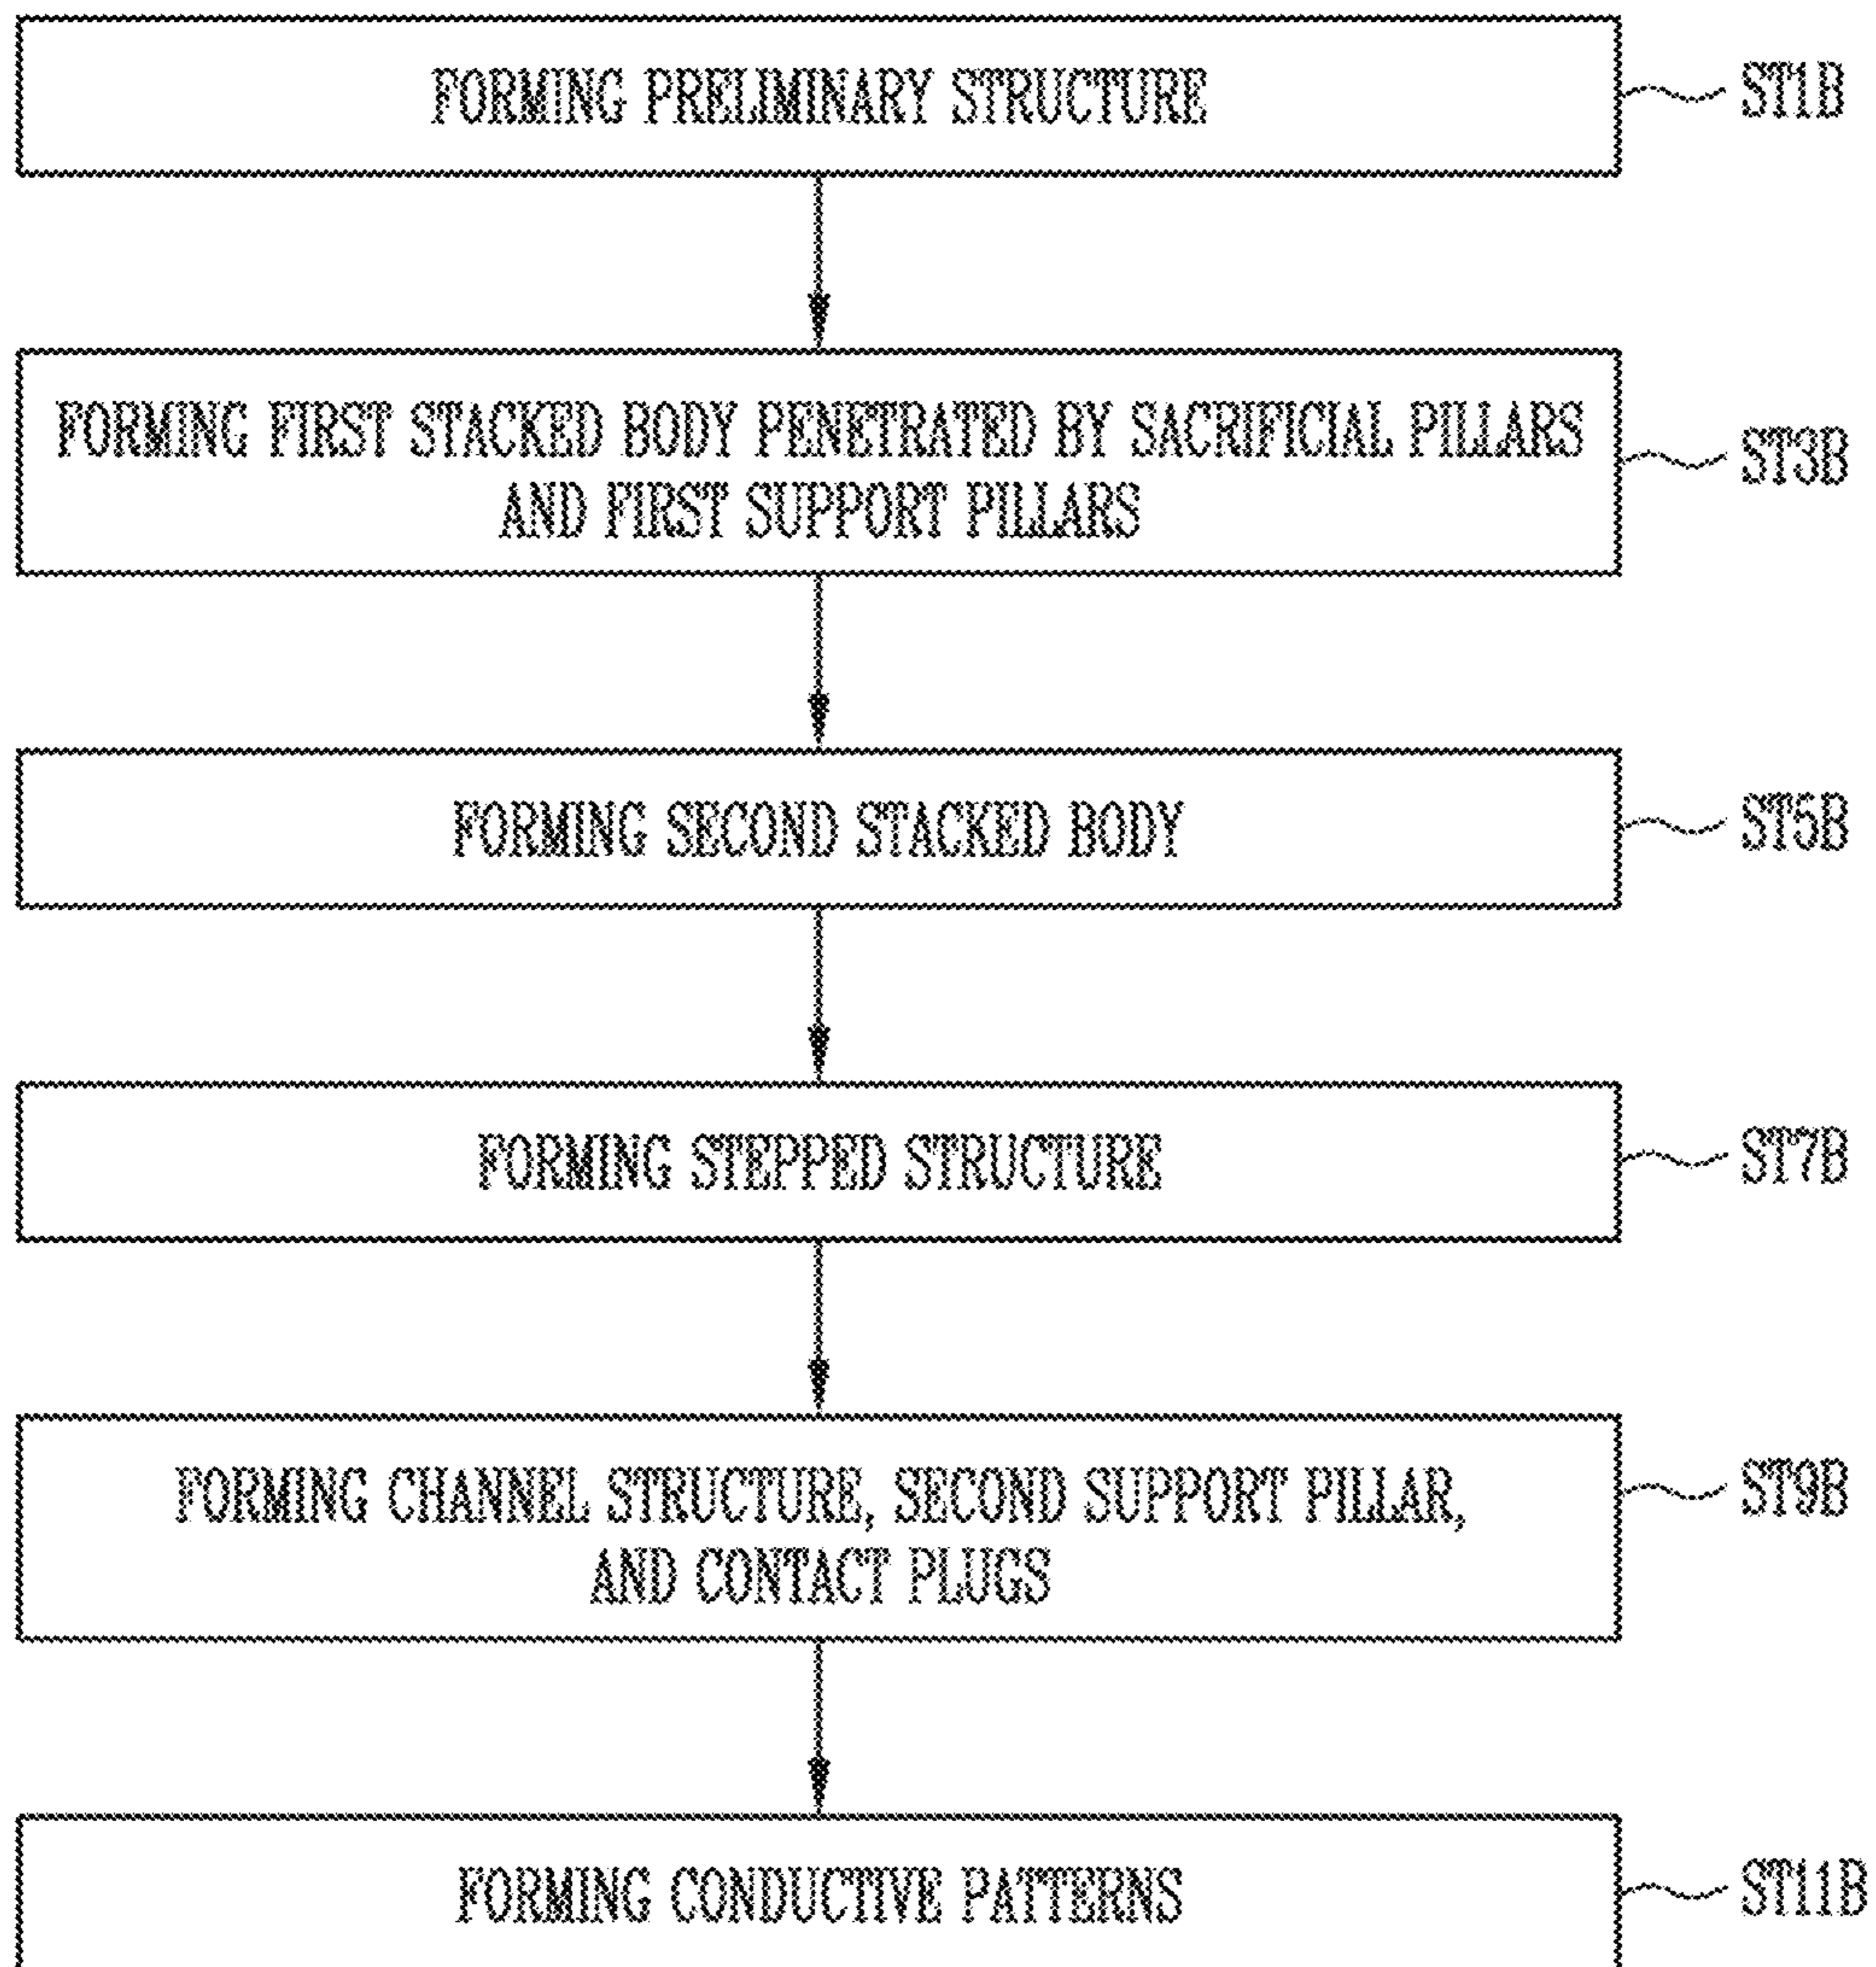 FORMING PRELIMINARY STRUCTURE
ST1B
FORMING FIRST STACKED BODY PENETRATED BY SACRIFICIAL PILLARS
AND FIRST SUPPORT PILLARS
ST3B
FORMING SECOND STACKED BODY
ST5B
FORMING STEPPED STRUCTURE
ST7B
FORMING CHANNEL STRUCTURE, SECOND SUPPORT PILLAR,
AND CONTACT PLUGS
ST9B
FORMING CONDUCTIVE PATTERNS
ST11B